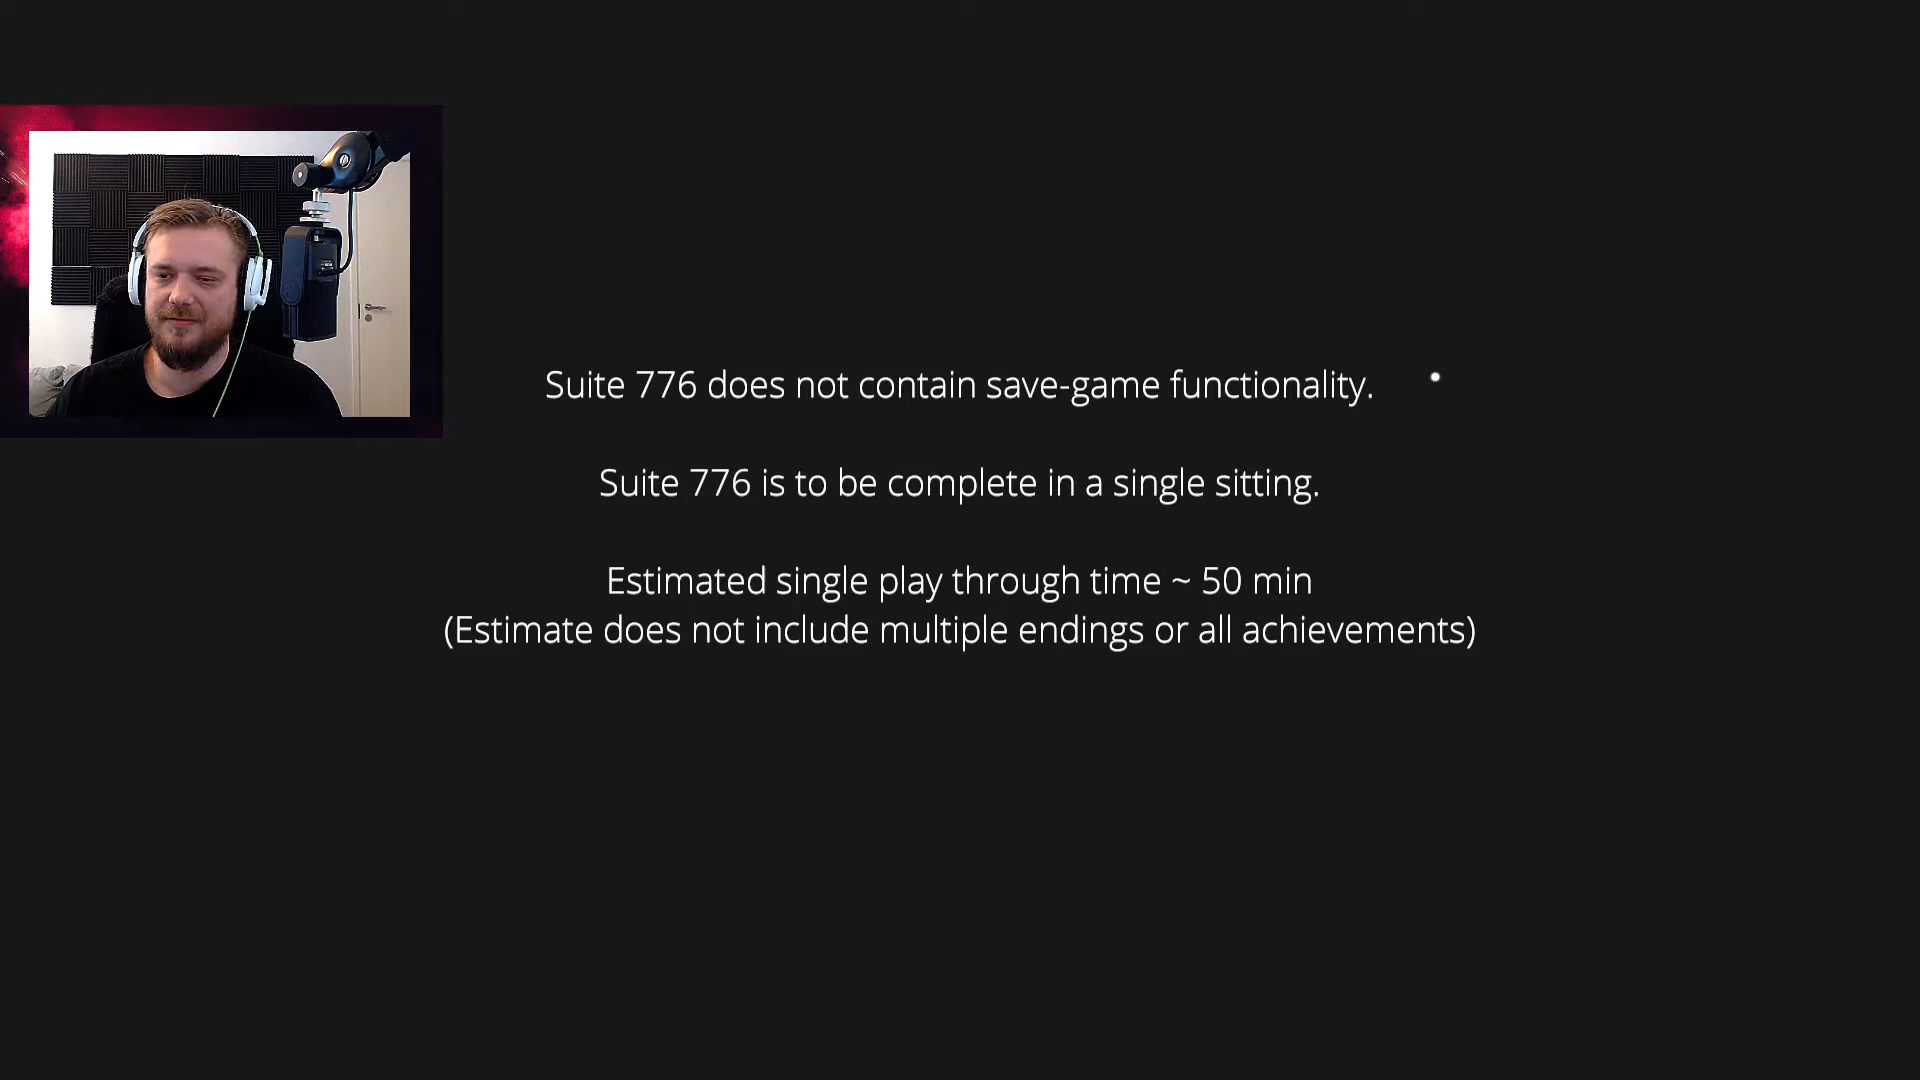 Suite 776 does not contain save-game functionality.
Suite 776 is to be complete in a single sitting.
Estimated single play through time ~ 50 min
(Estimate does not include multiple endings or all achievements)